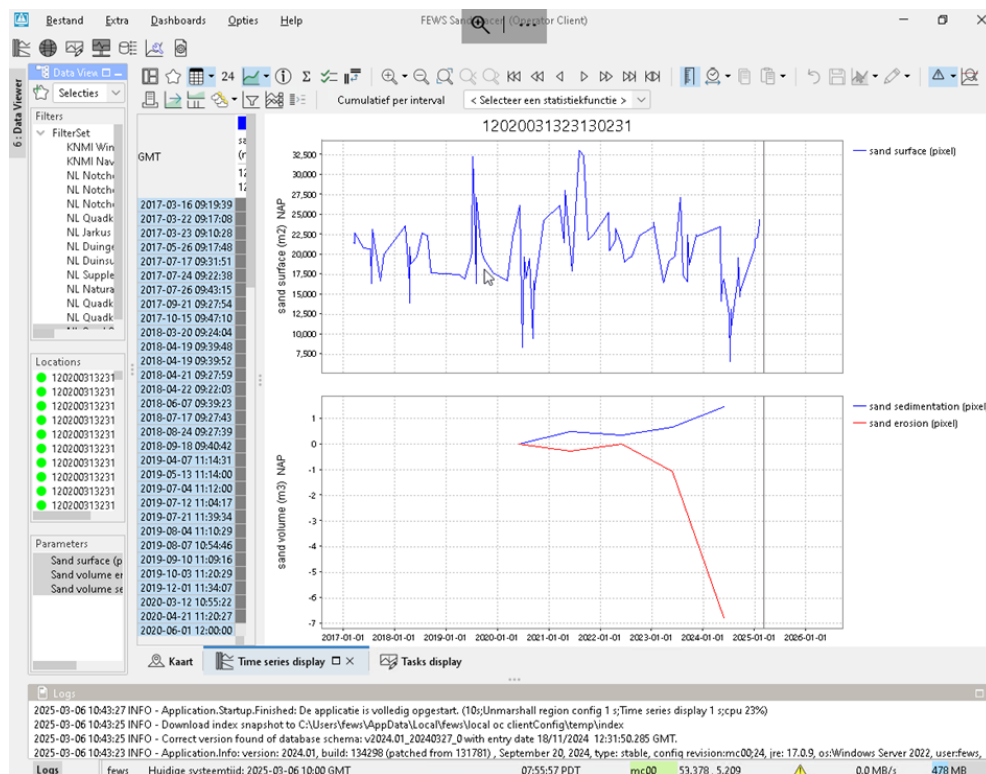 Bestand Extra Dashboards Opties Help
Data View
Selecties
24
Σ
Cumulatief per interval < Selecteer een statistiekfunctie >
6 : Data Viewer
Filters
FilterSet
KNMI Win
KNMI Nav
NL Notch
NL Notch
NL Notch
NL Quadk
NL Jarkus
NL Duinge
NL Duinsu
NL Supple
NL Natura
NL Quadk
NL Quadk
Locations
120200313231
120200313231
120200313231
120200313231
120200313231
120200313231
120200313231
120200313231
120200313231
120200313231
Parameters
Sand surface (p
Sand volume er
Sand volume se
GMT
2017-03-16 09:19:39
2017-03-22 09:17:08
2017-03-23 09:10:28
2017-05-26 09:17:48
2017-07-17 09:31:51
2017-07-24 09:22:38
2017-07-26 09:43:15
2017-09-21 09:27:54
2017-10-15 09:47:10
2018-03-20 09:24:04
2018-04-19 09:39:48
2018-04-19 09:39:52
2018-04-21 09:27:59
2018-04-22 09:22:03
2018-06-07 09:39:23
2018-07-17 09:27:43
2018-08-24 09:27:39
2018-09-18 09:40:42
2019-04-07 11:14:31
2019-05-13 11:14:00
2019-07-04 11:12:00
2019-07-12 11:04:17
2019-07-21 11:39:34
2019-08-04 11:10:29
2019-08-07 10:54:46
2019-09-10 11:09:16
2019-10-03 11:20:29
2019-12-01 11:34:07
2020-03-12 10:55:22
2020-04-21 11:20:27
2020-06-01 12:00:00
12020031323130231
sand surface (m2) NAP
32,500
30,000
27,500
25,000
22,500
20,000
17,500
15,000
12,500
10,000
7,500
sand surface (pixel)
sand volume (m3) NAP
1
0
-1
-2
-3
-4
-5
-6
-7
sand sedimentation (pixel
sand erosion (pixel)
2017-01-01 2018-01-01 2019-01-01 2020-01-01 2021-01-01 2022-01-01 2023-01-01 2024-01-01 2025-01-01 2026-01-01
Kaart Time series display Tasks display
Logs
2025-03-06 10:43:27 INFO - Application.Startup.Finished: De applicatie is volledig opgestart. (10s;Unmarshall region config 1 s;Time series display 1 s;cpu 23%)
2025-03-06 10:43:25 INFO - Download index snapshot to C:\Users\fews\AppData\Local\fews\local oc clientConfig\temp\index
2025-03-06 10:43:25 INFO - Correct version found of database schema: v2024.01_20240327_0 with entry date 18/11/2024 12:31:50.285 GMT.
2025-03-06 10:43:23 INFO - Application.Info: version: 2024.01, build: 134298 (patched from 131781) , September 20, 2024, type: stable, config revision:mc00:24, jre: 17.0.9, os:Windows Server 2022, user:fews,
Logs fews Huidige systeemtijd: 2025-03-06 10:00 GMT 07:55:57 PDT mc00 53.378 , 5.209 0.0 MB/s 478 MB